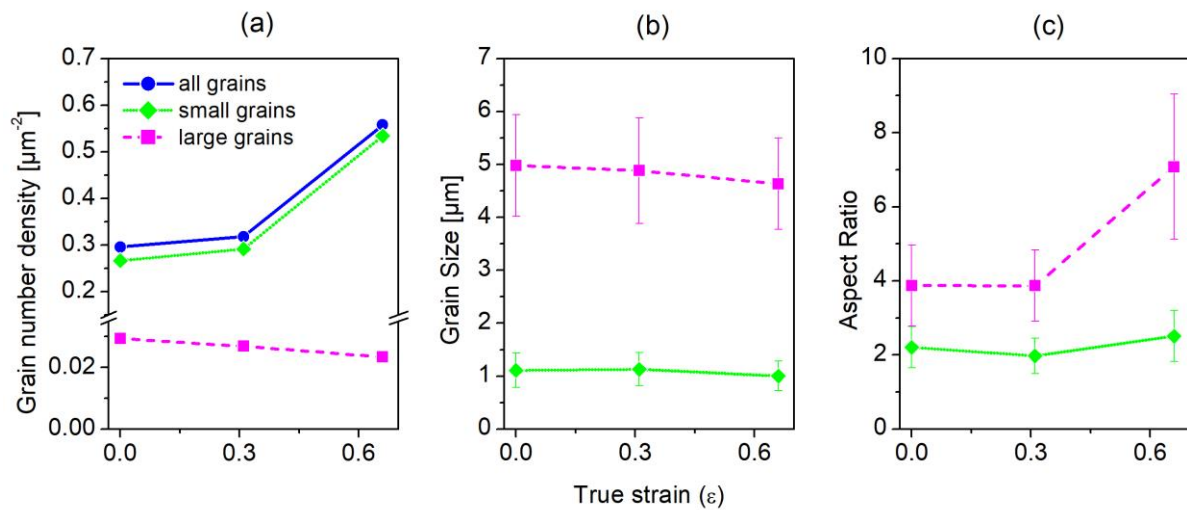 (a)
Grain number density [μm⁻²]
0.7
0.6
0.5
0.4
0.3
0.2
0.02
0.00
all grains
small grains
large grains
0.0 0.3 0.6
(b)
Grain Size [μm]
7
6
5
4
3
2
1
0
0.0 0.3 0.6
(c)
Aspect Ratio
10
8
6
4
2
0
0.0 0.3 0.6
True strain (ε)